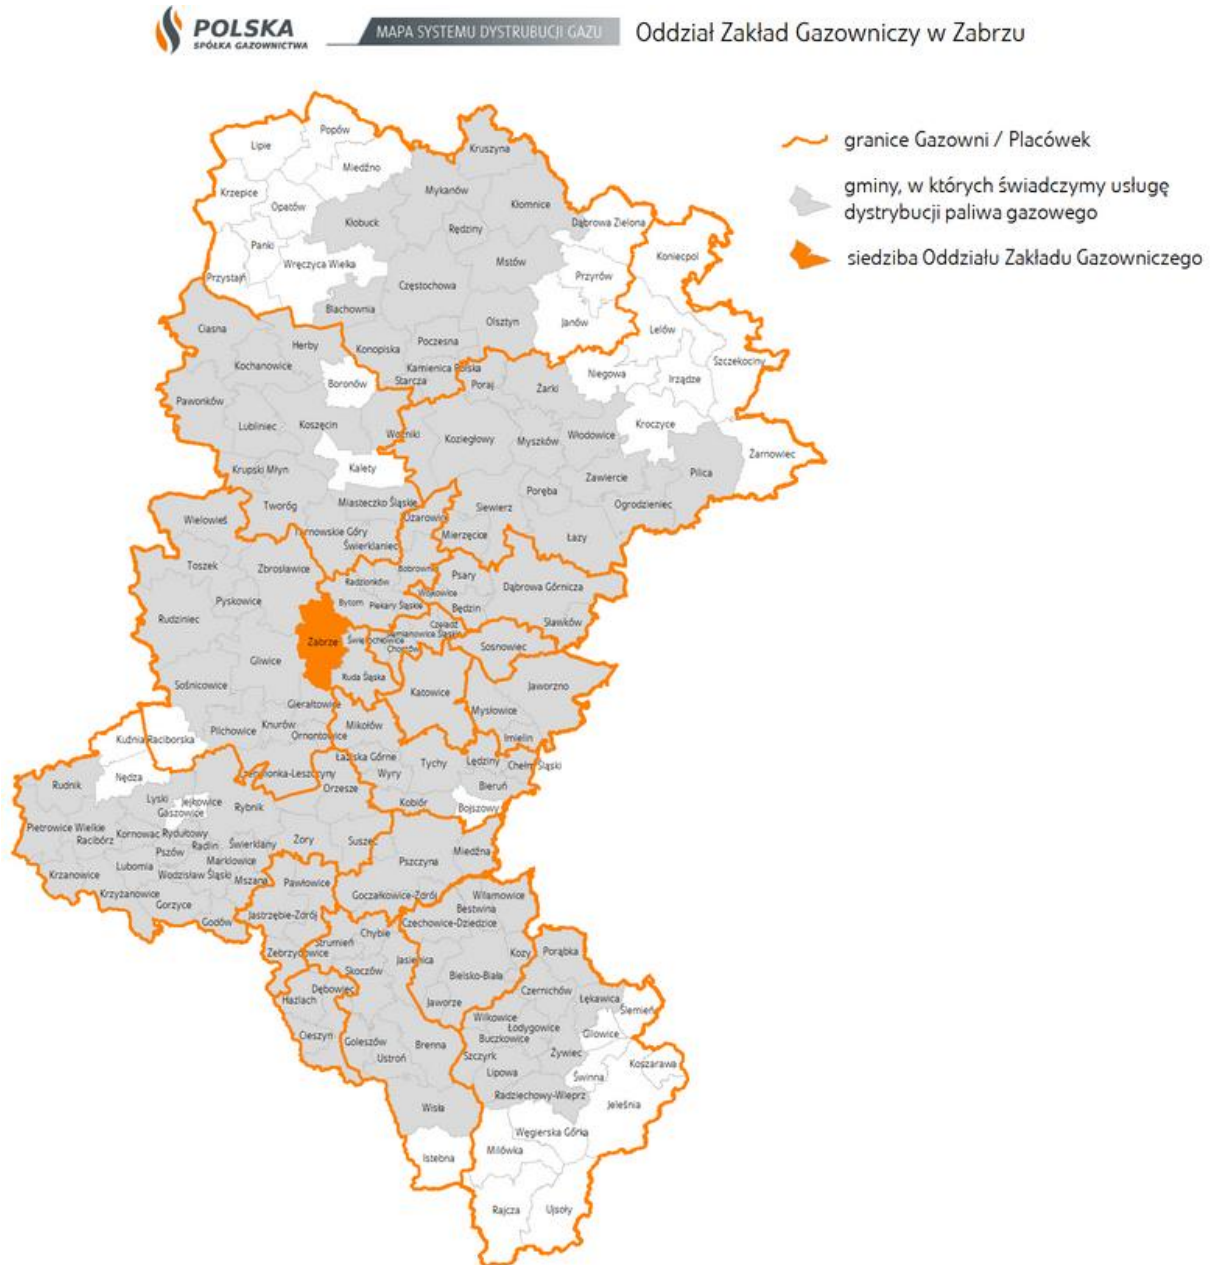 POLSKA
SPÓŁKA GAZOWNICTWA
MAPA SYSTEMU DYSTRUBUCJI GAZU
Oddział Zakład Gazowniczy w Zabrzu
granice Gazowni / Placówek
gminy, w których świadczymy usługę
dystrybucji paliwa gazowego
siedziba Oddziału Zakładu Gazowniczego
Popów
Lipie
Kruszyna
Miedźno
Krzepice
Mykanów
Opatów
Kłomnice
Kłobuck
Rędziny
Dąbrowa Zielona
Panki
Koniecpol
Wręczyca Wielka
Mstów
Przystajń
Przyrów
Częstochowa
Blachownia
Olsztyn
Janów
Ciasna
Lelów
Herby
Poczesna
Konopiska
Szczekociny
Kochanowice
Kamienica Polska
Niegowa
Irządze
Boronów
Starcza
Poraj
Żarki
Pawonków
Kroczyce
Lubliniec
Koszęcin
Woźniki
Koziegłowy
Myszków
Włodowice
Żarnowiec
Kalety
Krupski Młyn
Zawiercie
Pilica
Poręba
Miasteczko Śląskie
Tworóg
Siewierz
Ogrodzieniec
Wielowieś
Ożarowice
Tarnowskie Góry
Mierzęcice
Świerklaniec
Łazy
Toszek
Zbrosławice
Bobrowniki
Radzionków
Psary
Dąbrowa Górnicza
Wojkowice
Pyskowice
Bytom
Piekary Śląskie
Będzin
Rudziniec
Czeladź
Sławków
Siemianowice Śląskie
Zabrze
Świętochłowice
Chorzów
Sosnowiec
Gliwice
Ruda Śląska
Sośnicowice
Katowice
Jaworzno
Gierałtowice
Mysłowice
Pilchowice
Knurów
Mikołów
Ornontowice
Imielin
Kuźnia Raciborska
Łaziska Górne
Tychy
Lędziny
Chełm Śląski
Nędza
Czerwionka-Leszczyny
Wyry
Rudnik
Orzesze
Bieruń
Lyski
Jejkowice
Rybnik
Kobiór
Bojszowy
Gaszowice
Pietrowice Wielkie
Kornowac
Rydułtowy
Racibórz
Radlin
Świerklany
Żory
Suszec
Pszów
Miedźna
Marklowice
Pszczyna
Lubomia
Krzanowice
Wodzisław Śląski
Mszana
Pawłowice
Krzyżanowice
Goczałkowice-Zdrój
Wilamowice
Gorzyce
Bestwina
Jastrzębie-Zdrój
Godów
Czechowice-Dziedzice
Chybie
Strumień
Zebrzydowice
Kozy
Porąbka
Jasienica
Skoczów
Bielsko-Biała
Dębowiec
Czernichów
Hażlach
Jaworze
Łękawica
Ślemień
Wilkowice
Łodygowice
Cieszyn
Goleszów
Buczkowice
Gilowice
Brenna
Ustroń
Szczyrk
Żywiec
Koszarawa
Lipowa
Świnna
Radziechowy-Wieprz
Wisła
Jeleśnia
Węgierska Górka
Milówka
Istebna
Rajcza
Ujsoły